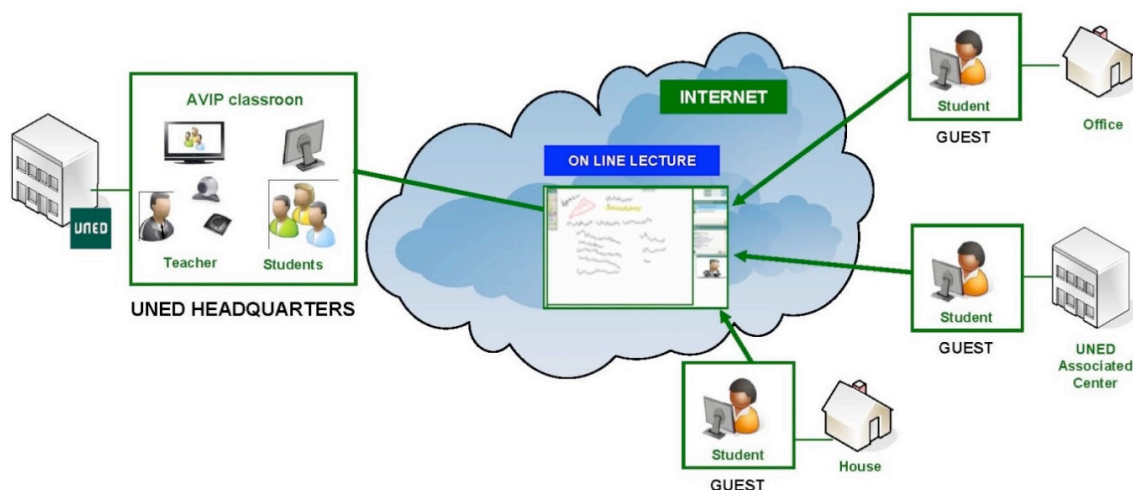 AVIP classroon
UNED
Teacher
Students
UNED HEADQUARTERS
INTERNET
ON LINE LECTURE
Student
GUEST
Office
Student
GUEST
UNED
Associated
Center
Student
GUEST
House